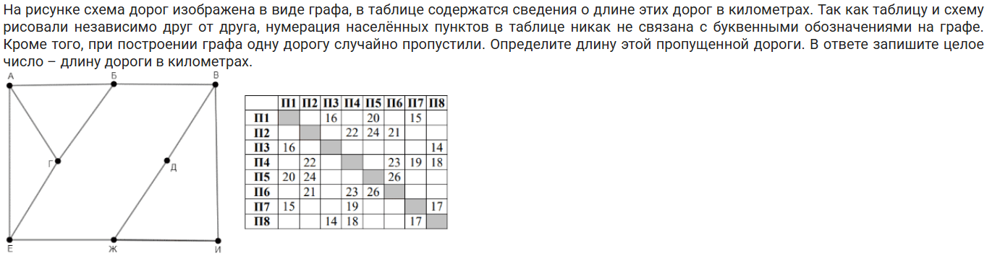 На рисунке схема дорог изображена в виде графа, в таблице содержатся сведения о длине этих дорог в километрах. Так как таблицу и схему
рисовали независимо друг от друга, нумерация населённых пунктов в таблице никак не связана с буквенными обозначениями на графе.
Кроме того, при построении графа одну дорогу случайно пропустили. Определите длину этой пропущенной дороги. В ответе запишите целое
число – длину дороги в километрах.
А Б В
Г Д
Е Ж И
П1 П2 П3 П4 П5 П6 П7 П8
П1 16 20 15
П2 22 24 21
П3 16 14
П4 22 23 19 18
П5 20 24 26
П6 21 23 26
П7 15 19 17
П8 14 18 17